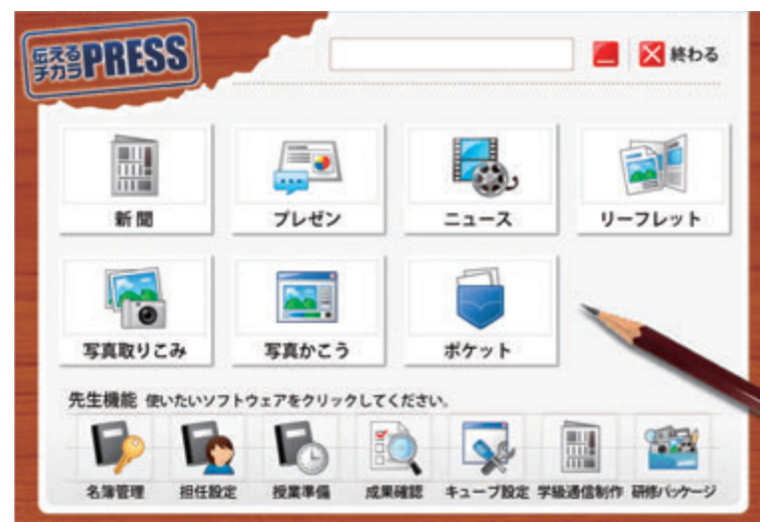 伝える
チカラPRESS
終わる
新聞
プレゼン
ニュース
リーフレット
写真取りこみ
写真かこう
ポケット
先生機能 使いたいソフトウェアをクリックしてください。
名簿管理
担任設定
授業準備
成果確認
キューブ設定
学級通信制作
研修パッケージ